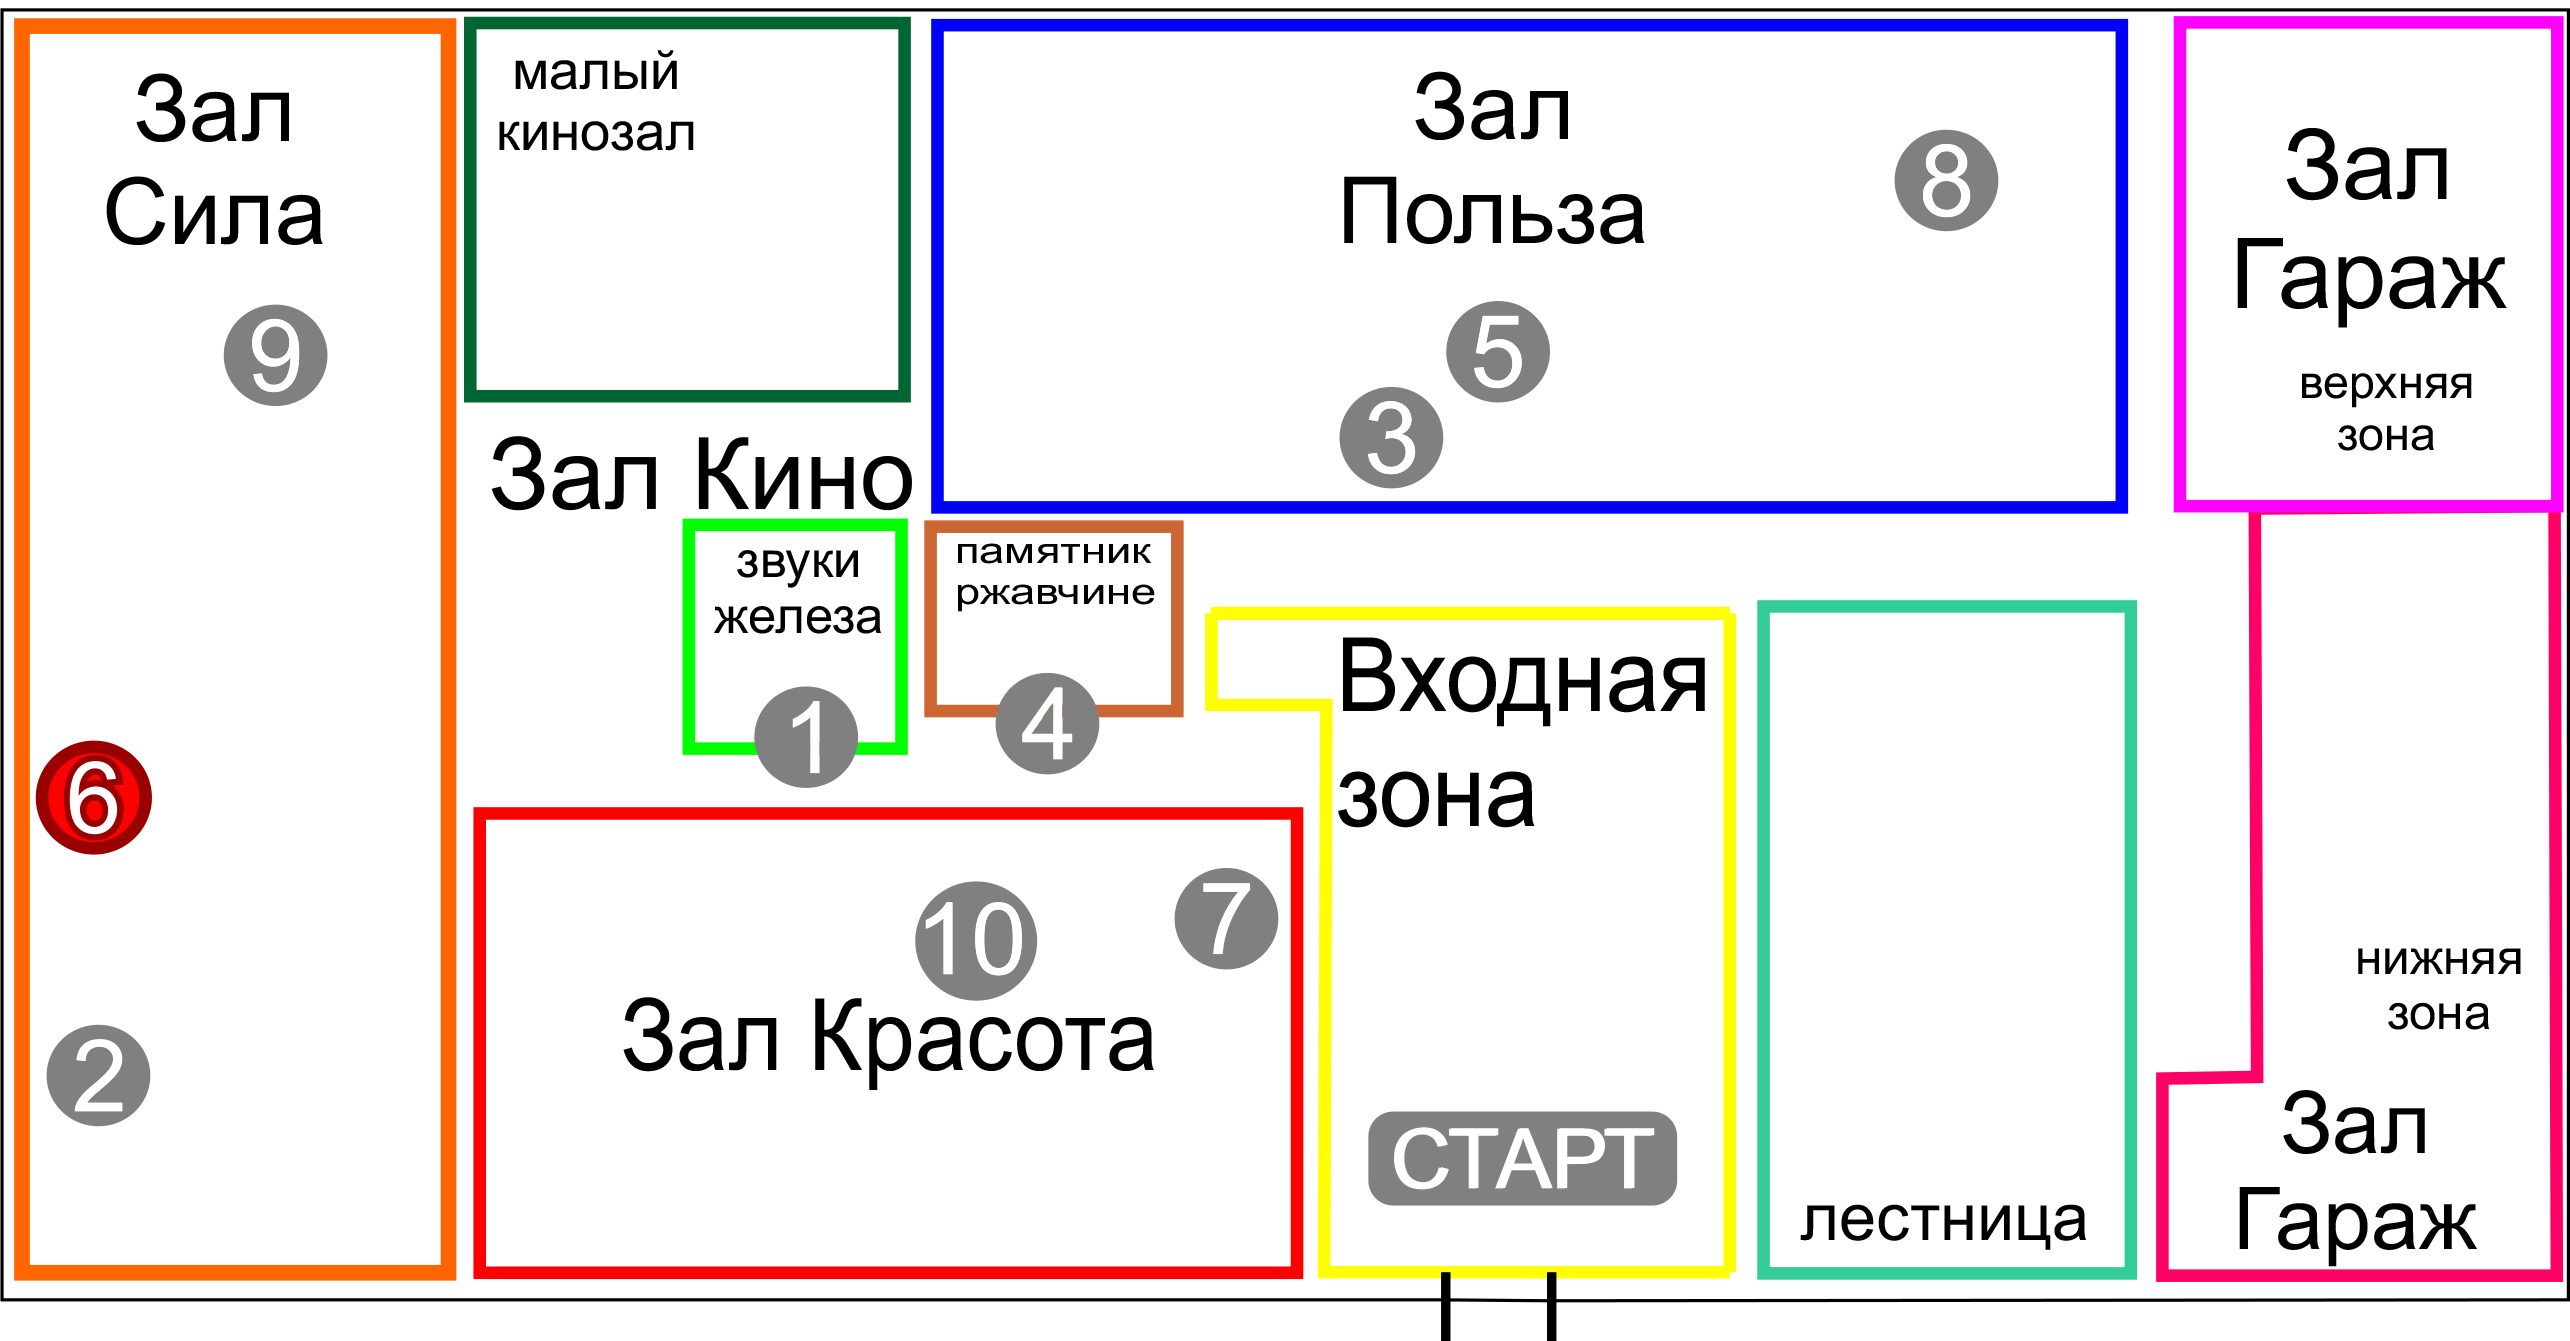 Зал
Сила
9
6
2
малый
кинозал
Зал Кино
звуки
железа
1
памятник
ржавчине
4
Зал
Польза
8
5
3
Зал
Гараж
верхняя
зона
Входная
зона
СТАРТ
10
7
Зал Красота
лестница
нижняя
зона
Зал
Гараж